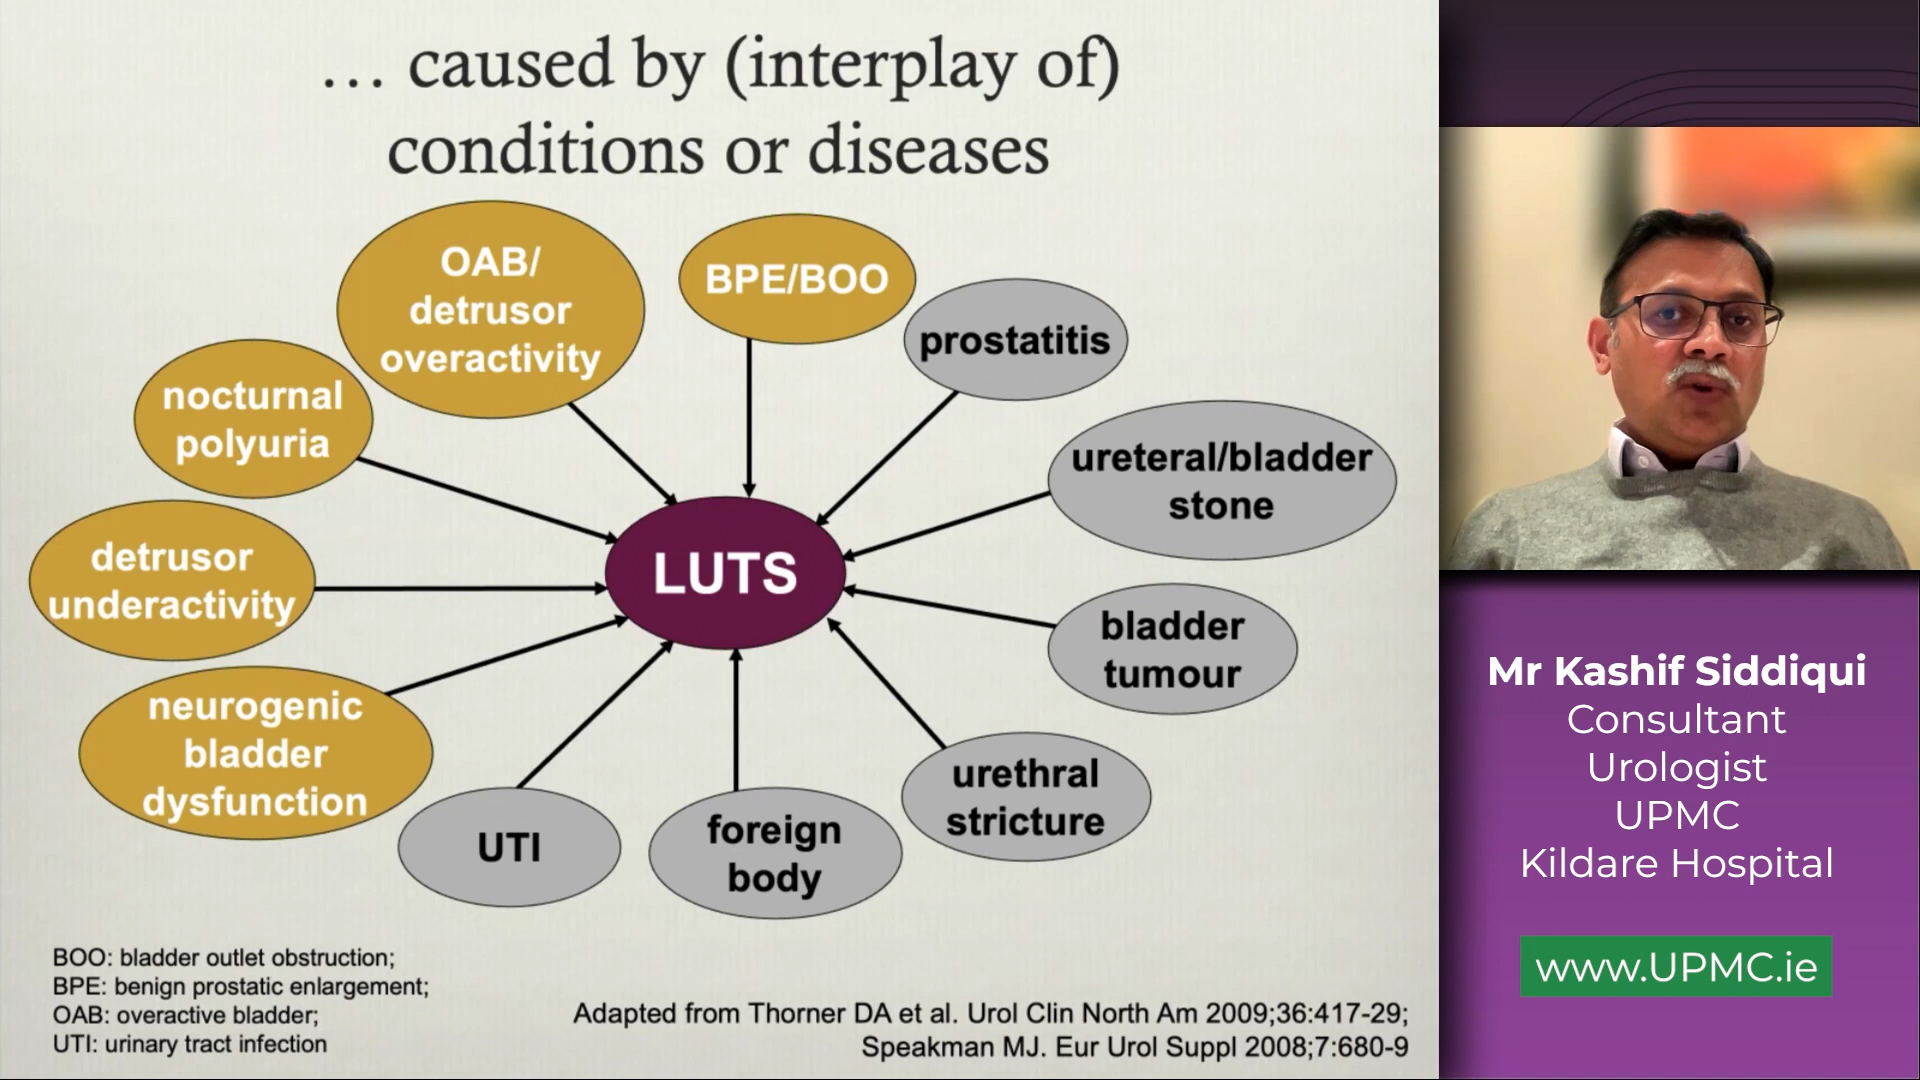 ... caused by (interplay of)
conditions or diseases
OAB/
detrusor
overactivity
BPE/BOO
prostatitis
nocturnal
polyuria
ureteral/bladder
stone
detrusor
underactivity
LUTS
bladder
tumour
neurogenic
bladder
dysfunction
urethral
stricture
UTI
foreign
body
BOO: bladder outlet obstruction;
BPE: benign prostatic enlargement;
OAB: overactive bladder;
UTI: urinary tract infection
Adapted from Thorner DA et al. Urol Clin North Am 2009;36:417-29;
Speakman MJ. Eur Urol Suppl 2008;7:680-9
Mr Kashif Siddiqui
Consultant
Urologist
UPMC
Kildare Hospital
www.UPMC.ie